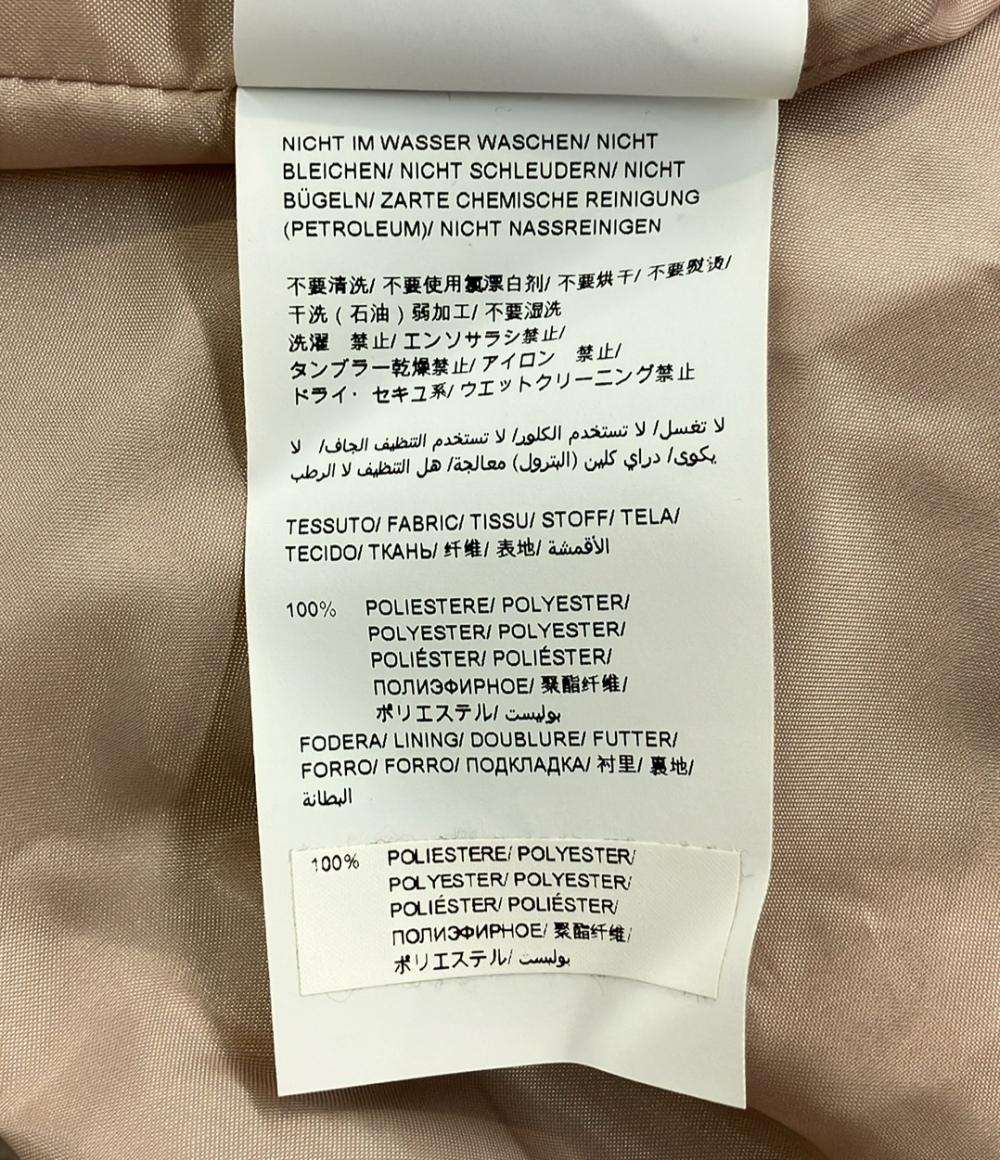 NICHT IM WASSER WASCHEN/ NICHT
BLEICHEN/ NICHT SCHLEUDERN/ NICHT
BÜGELN/ ZARTE CHEMISCHE REINIGUNG
(PETROLEUM)/ NICHT NASSREINIGEN
不要清洗/ 不要使用氯漂白剂/ 不要烘干/ 不要熨烫/
干洗 ( 石油 ) 弱加工/ 不要湿洗
洗濯　禁止/ エンソサラシ禁止/
タンブラー乾燥禁止/ アイロン　禁止/
ドライ・ セキユ系/ ウエットクリーニング禁止
لا تغسل/ لا تستخدم الكلور/ لا تستخدم التنظيف الجاف/ لا
يكوى/ دراي كلين (البترول) معالجة/ هل التنظيف لا الرطب
TESSUTO/ FABRIC/ TISSU/ STOFF/ TELA/
TECIDO/ ТКАНЬ/ 纤维/ 表地/ الأقمشة
100% POLIESTERE/ POLYESTER/
POLYESTER/ POLYESTER/
POLIÉSTER/ POLIÉSTER/
ПОЛИЭФИРНОЕ/ 聚酯纤维/
ポリエステル/ بوليست
FODERA/ LINING/ DOUBLURE/ FUTTER/
FORRO/ FORRO/ ПОДКЛАДКА/ 衬里/ 裏地/
البطانة
100% POLIESTERE/ POLYESTER/
POLYESTER/ POLYESTER/
POLIÉSTER/ POLIÉSTER/
ПОЛИЭФИРНОЕ/ 聚酯纤维/
ポリエステル/ بوليست